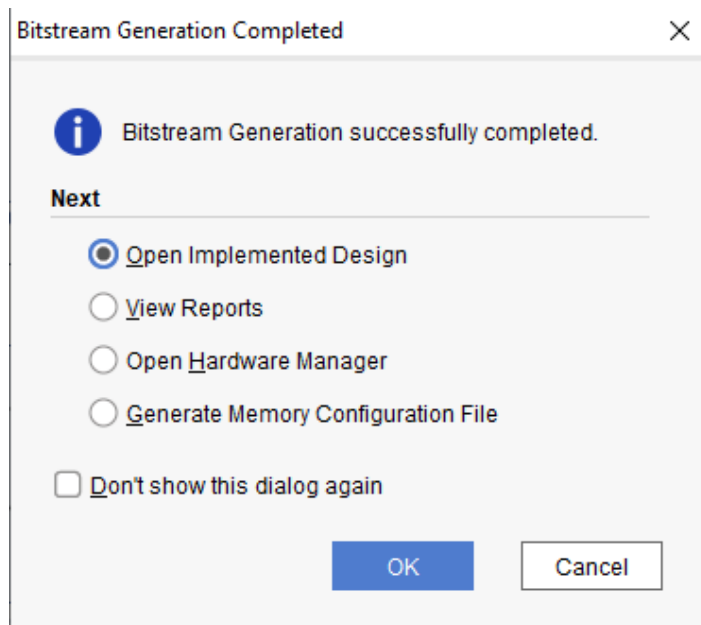 Bitstream Generation Completed
Bitstream Generation successfully completed.
Next
Open Implemented Design
View Reports
Open Hardware Manager
Generate Memory Configuration File
Don't show this dialog again
OK Cancel